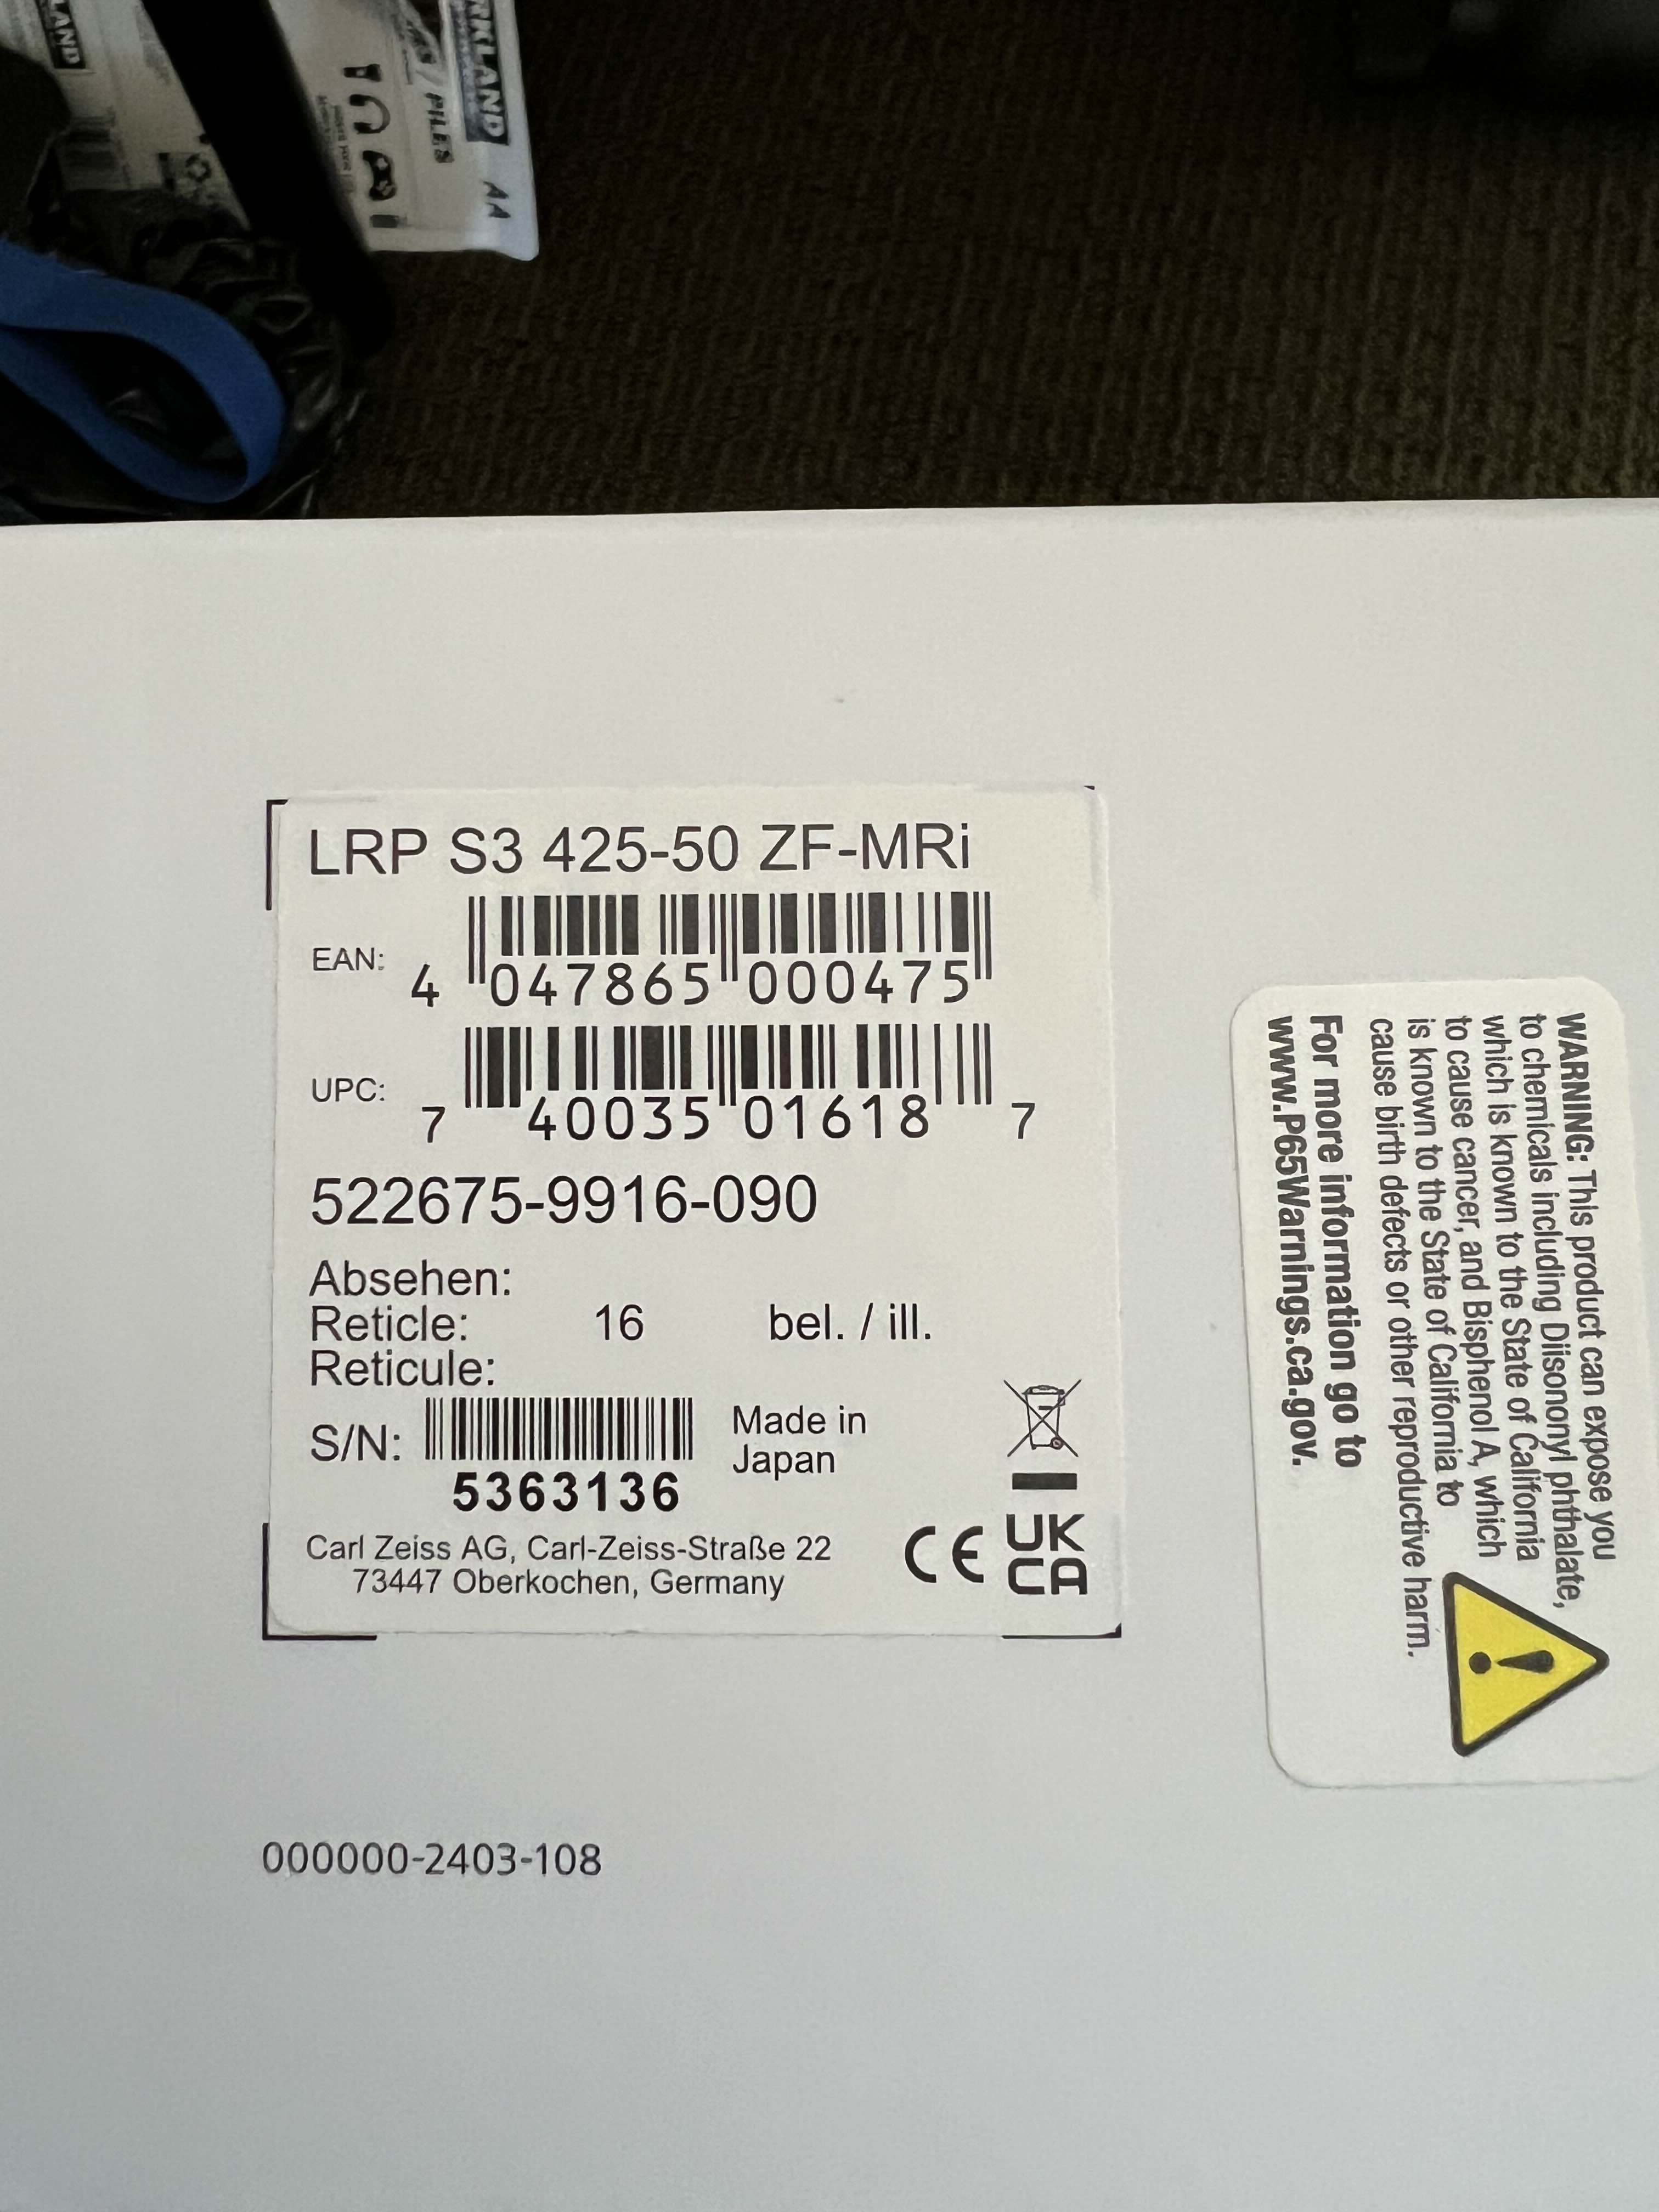 LAND
RKLAND
/ PILES
AA
LRP S3 425-50 ZF-MRi
EAN: 4 047865 000475
UPC: 7 40035 01618 7
522675-9916-090
Absehen:
Reticle: 16 bel. / ill.
Reticule:
S/N: Made in
Japan
5363136
Carl Zeiss AG, Carl-Zeiss-Straße 22
73447 Oberkochen, Germany
CE UK
CA
000000-2403-108
WARNING: This product can expose you
to chemicals including Diisononyl phthalate,
which is known to the State of California
to cause cancer, and Bisphenol A, which
is known to the State of California to
cause birth defects or other reproductive harm.
For more information go to
www.P65Warnings.ca.gov.